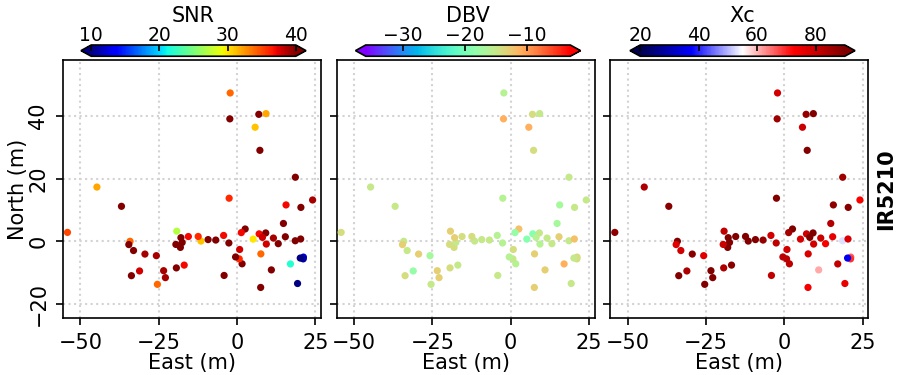 SNR DBV Xc
10 20 30 40 −30 −20 −10 20 40 60 80
North (m)
40
20
0
−20
IR5210
−50 −25 0 25 −50 −25 0 25 −50 −25 0 25
East (m) East (m) East (m)